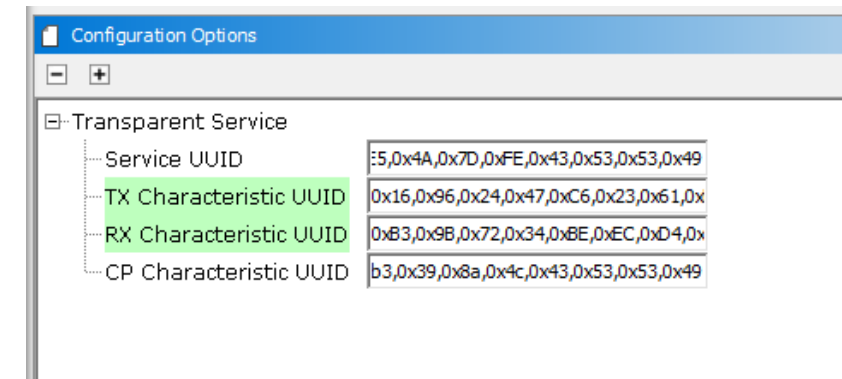 Configuration Options
Transparent Service
Service UUID E5,0x4A,0x7D,0xFE,0x43,0x53,0x53,0x49
TX Characteristic UUID 0x16,0x96,0x24,0x47,0xC6,0x23,0x61,0x
RX Characteristic UUID 0xB3,0x9B,0x72,0x34,0xBE,0xEC,0xD4,0x
CP Characteristic UUID b3,0x39,0x8a,0x4c,0x43,0x53,0x53,0x49